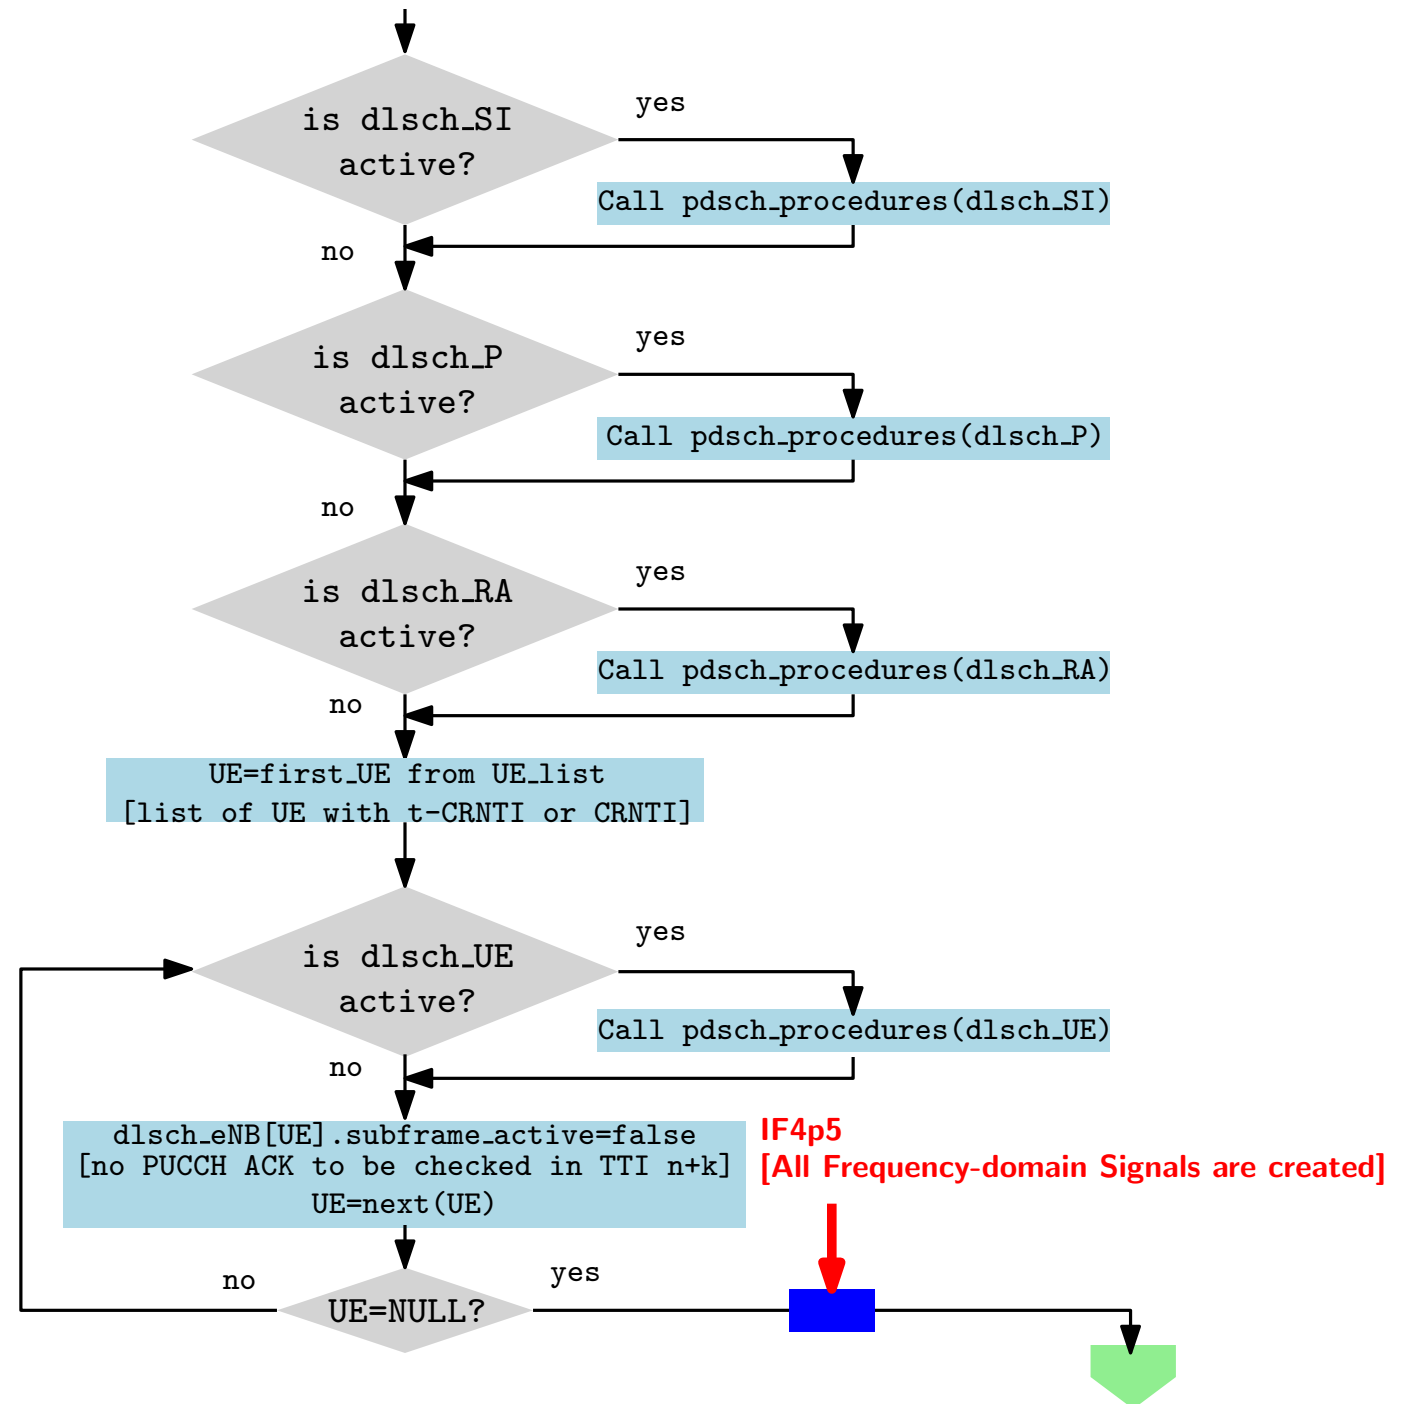 is dlsch_SI
active?
yes
Call pdsch_procedures(dlsch_SI)
no
is dlsch_P
active?
yes
Call pdsch_procedures(dlsch_P)
no
is dlsch_RA
active?
yes
Call pdsch_procedures(dlsch_RA)
no
UE=first_UE from UE_list
[list of UE with t-CRNTI or CRNTI]
is dlsch_UE
active?
yes
Call pdsch_procedures(dlsch_UE)
no
dlsch_eNB[UE].subframe_active=false
[no PUCCH ACK to be checked in TTI n+k]
UE=next(UE)
IF4p5
[All Frequency-domain Signals are created]
no
UE=NULL?
yes